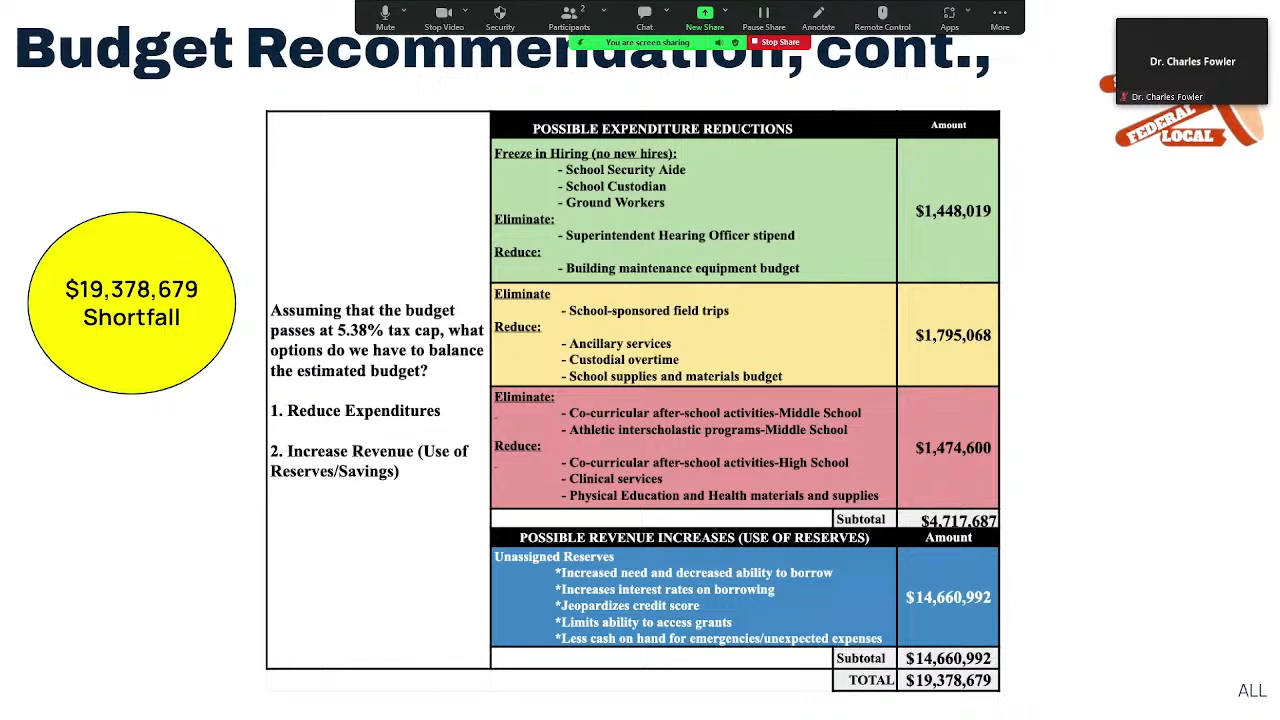 Mute
Stop Video
Security
Participants
2
Chat
New Share
Pause Share
Annotate
Remote Control
Apps
More
You are screen sharing
Stop Share
Budget Recommendation, cont.,
Dr. Charles Fowler
Dr. Charles Fowler
FEDERAL
LOCAL
$19,378,679
Shortfall
Assuming that the budget
passes at 5.38% tax cap, what
options do we have to balance
the estimated budget?
1. Reduce Expenditures
2. Increase Revenue (Use of
Reserves/Savings)
POSSIBLE EXPENDITURE REDUCTIONS
Amount
Freeze in Hiring (no new hires):
- School Security Aide
- School Custodian
- Ground Workers
Eliminate:
- Superintendent Hearing Officer stipend
Reduce:
- Building maintenance equipment budget
$1,448,019
Eliminate
- School-sponsored field trips
Reduce:
- Ancillary services
- Custodial overtime
- School supplies and materials budget
$1,795,068
Eliminate:
- Co-curricular after-school activities-Middle School
- Athletic interscholastic programs-Middle School
Reduce:
- Co-curricular after-school activities-High School
- Clinical services
- Physical Education and Health materials and supplies
$1,474,600
Subtotal $4,717,687
POSSIBLE REVENUE INCREASES (USE OF RESERVES) Amount
Unassigned Reserves
*Increased need and decreased ability to borrow
*Increases interest rates on borrowing
*Jeopardizes credit score
*Limits ability to access grants
*Less cash on hand for emergencies/unexpected expenses
$14,660,992
Subtotal $14,660,992
TOTAL $19,378,679
ALL